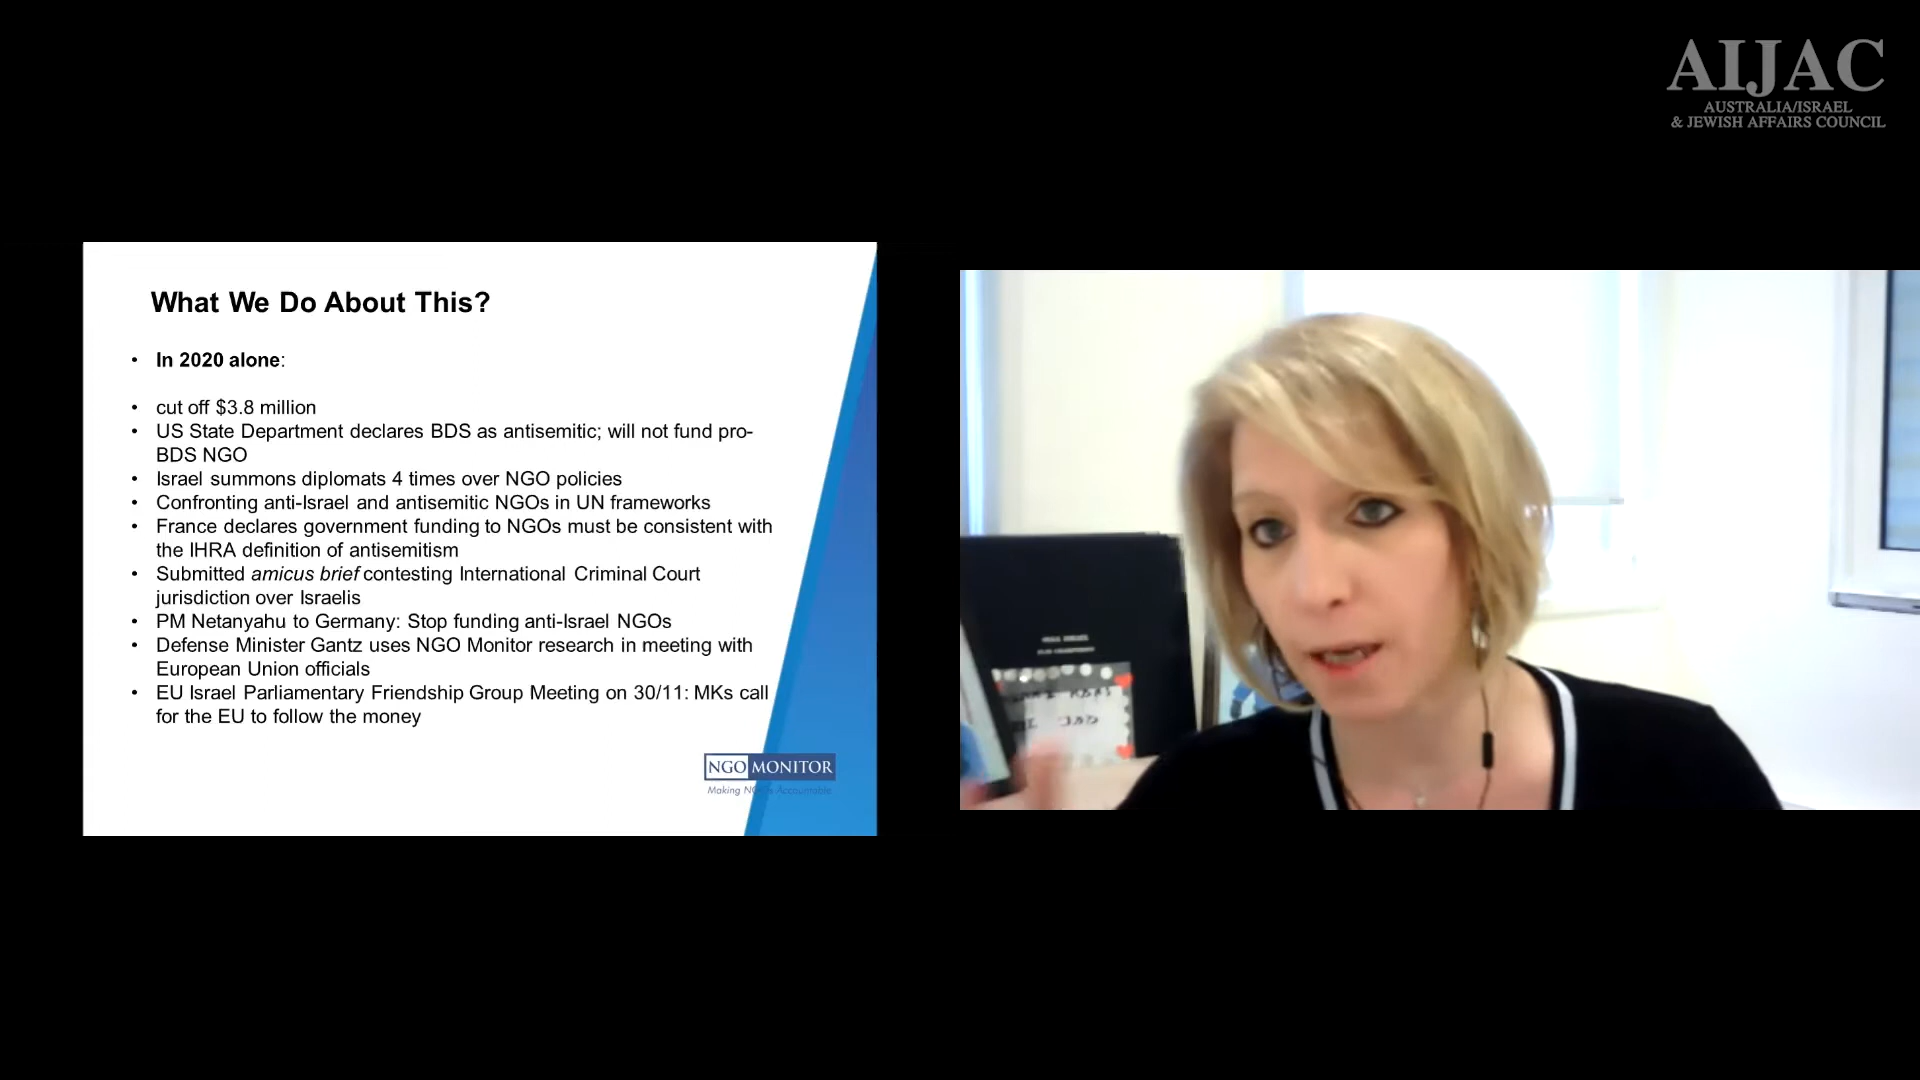 AIJAC
AUSTRALIA/ISRAEL
& JEWISH AFFAIRS COUNCIL
What We Do About This?
• In 2020 alone:
• cut off $3.8 million
• US State Department declares BDS as antisemitic; will not fund pro-
BDS NGO
• Israel summons diplomats 4 times over NGO policies
• Confronting anti-Israel and antisemitic NGOs in UN frameworks
• France declares government funding to NGOs must be consistent with
the IHRA definition of antisemitism
• Submitted amicus brief contesting International Criminal Court
jurisdiction over Israelis
• PM Netanyahu to Germany: Stop funding anti-Israel NGOs
• Defense Minister Gantz uses NGO Monitor research in meeting with
European Union officials
• EU Israel Parliamentary Friendship Group Meeting on 30/11: MKs call
for the EU to follow the money
NGO MONITOR
Making NGOs Accountable